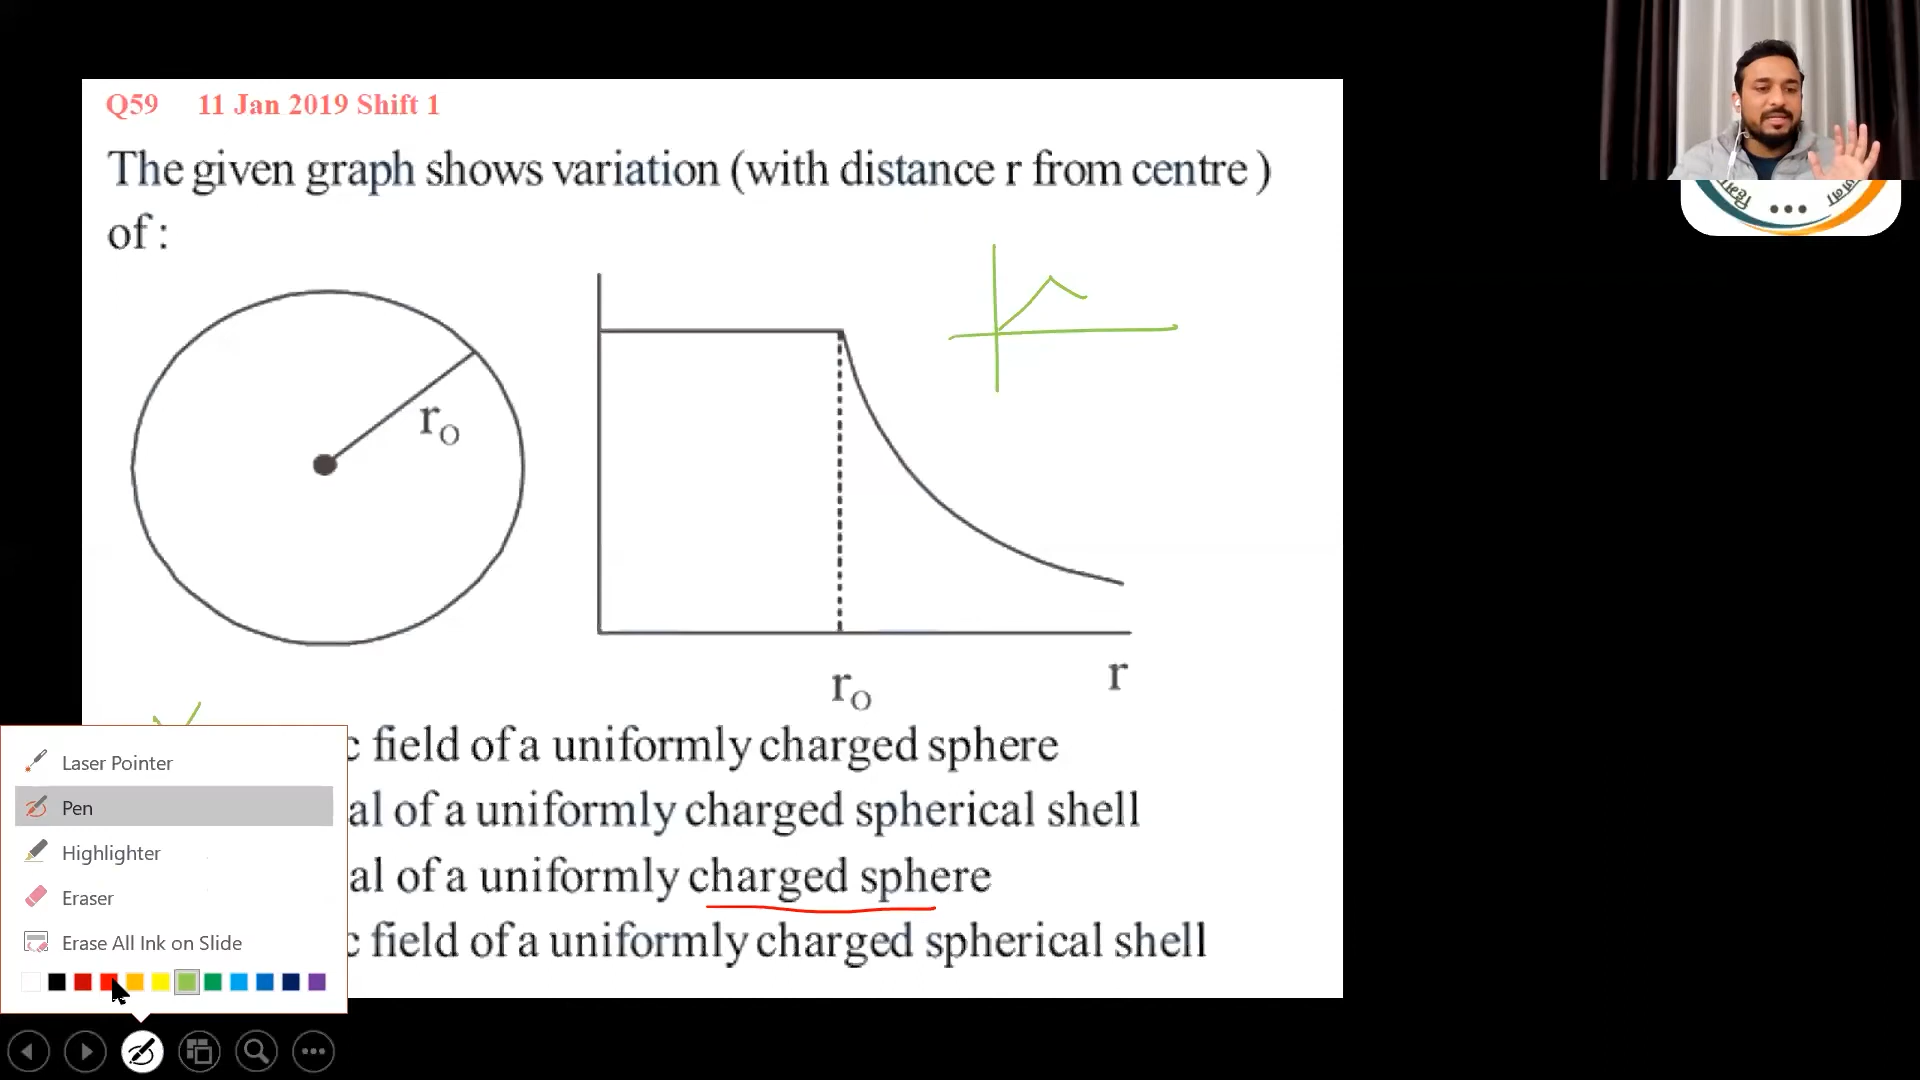 Q59 11 Jan 2019 Shift 1
The given graph shows variation (with distance r from centre )
of :
r₀
r₀ r
c field of a uniformly charged sphere
al of a uniformly charged spherical shell
al of a uniformly charged sphere
c field of a uniformly charged spherical shell
Laser Pointer
Pen
Highlighter
Eraser
Erase All Ink on Slide